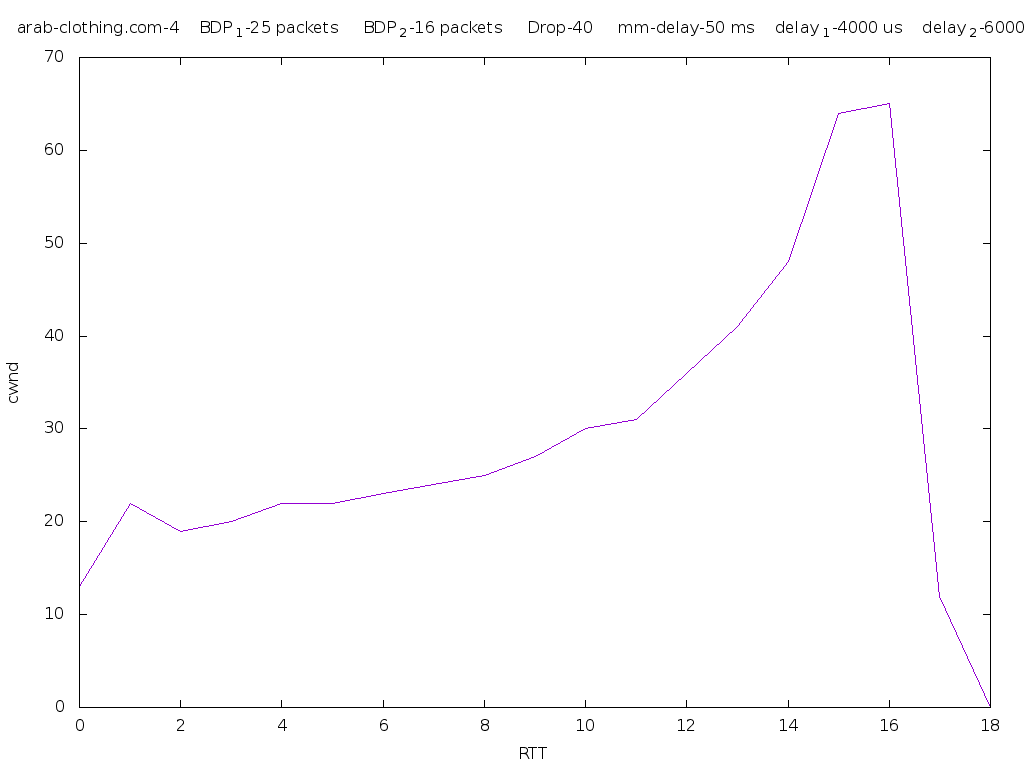 arab-clothing.com-4 BDP1-25 packets BDP2-16 packets Drop-40 mm-delay-50 ms delay1-4000 us delay2-6000
70
60
50
40
30
20
10
0
cwnd
0 2 4 6 8 10 12 14 16 18
RTT